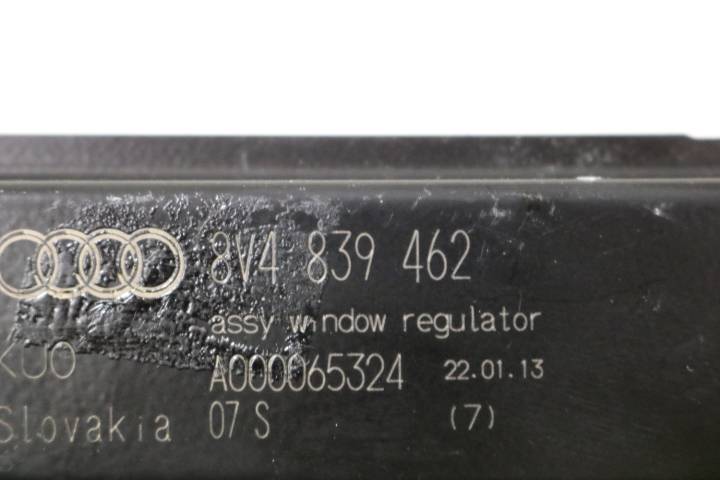 8V4 839 462
assy window regulator
KUO A000065324 22.01.13
Slovakia 07 S (7)